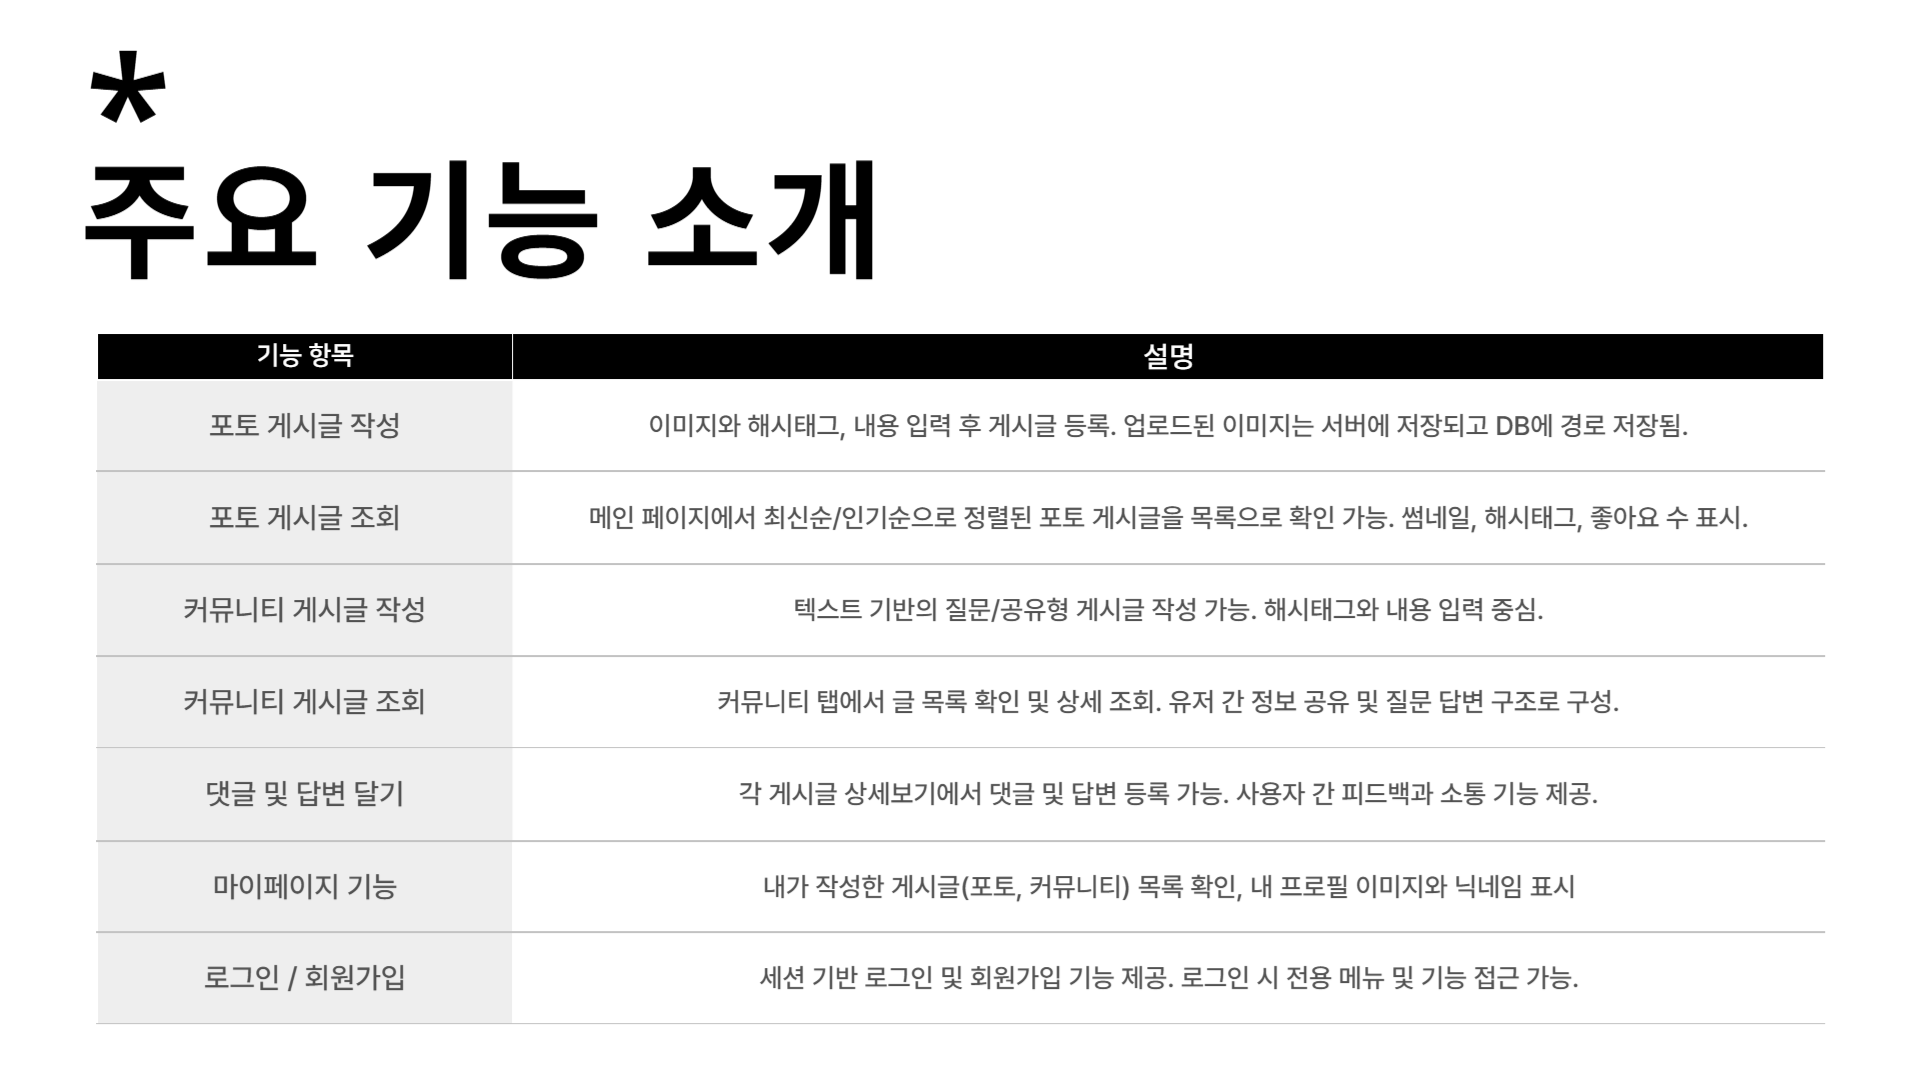 *
주요 기능 소개
기능 항목 설명
포토 게시글 작성 이미지와 해시태그, 내용 입력 후 게시글 등록. 업로드된 이미지는 서버에 저장되고 DB에 경로 저장됨.
포토 게시글 조회 메인 페이지에서 최신순/인기순으로 정렬된 포토 게시글을 목록으로 확인 가능. 썸네일, 해시태그, 좋아요 수 표시.
커뮤니티 게시글 작성 텍스트 기반의 질문/공유형 게시글 작성 가능. 해시태그와 내용 입력 중심.
커뮤니티 게시글 조회 커뮤니티 탭에서 글 목록 확인 및 상세 조회. 유저 간 정보 공유 및 질문 답변 구조로 구성.
댓글 및 답변 달기 각 게시글 상세보기에서 댓글 및 답변 등록 가능. 사용자 간 피드백과 소통 기능 제공.
마이페이지 기능 내가 작성한 게시글(포토, 커뮤니티) 목록 확인, 내 프로필 이미지와 닉네임 표시
로그인 / 회원가입 세션 기반 로그인 및 회원가입 기능 제공. 로그인 시 전용 메뉴 및 기능 접근 가능.